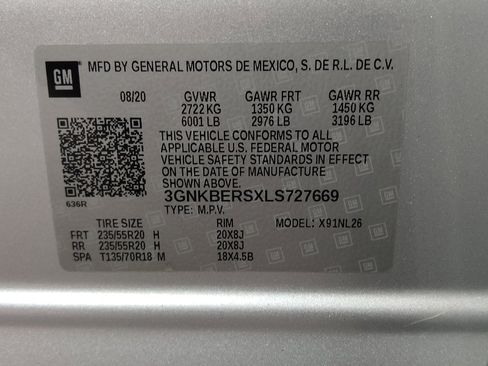 GM MFD BY GENERAL MOTORS DE MEXICO, S. DE R.L. DE C.V.
08/20 GVWR GAWR FRT GAWR RR
2722 KG 1350 KG 1450 KG
6001 LB 2976 LB 3196 LB
THIS VEHICLE CONFORMS TO ALL
APPLICABLE U.S. FEDERAL MOTOR
VEHICLE SAFETY STANDARDS IN EFFECT
ON THE DATE OF MANUFACTURE
SHOWN ABOVE.
636R 3GNKBERSXLS727669
TYPE: M.P.V. MODEL: X91NL26
TIRE SIZE RIM
FRT 235/55R20 H 20X8J
RR 235/55R20 H 20X8J
SPA T135/70R18 M 18X4.5B